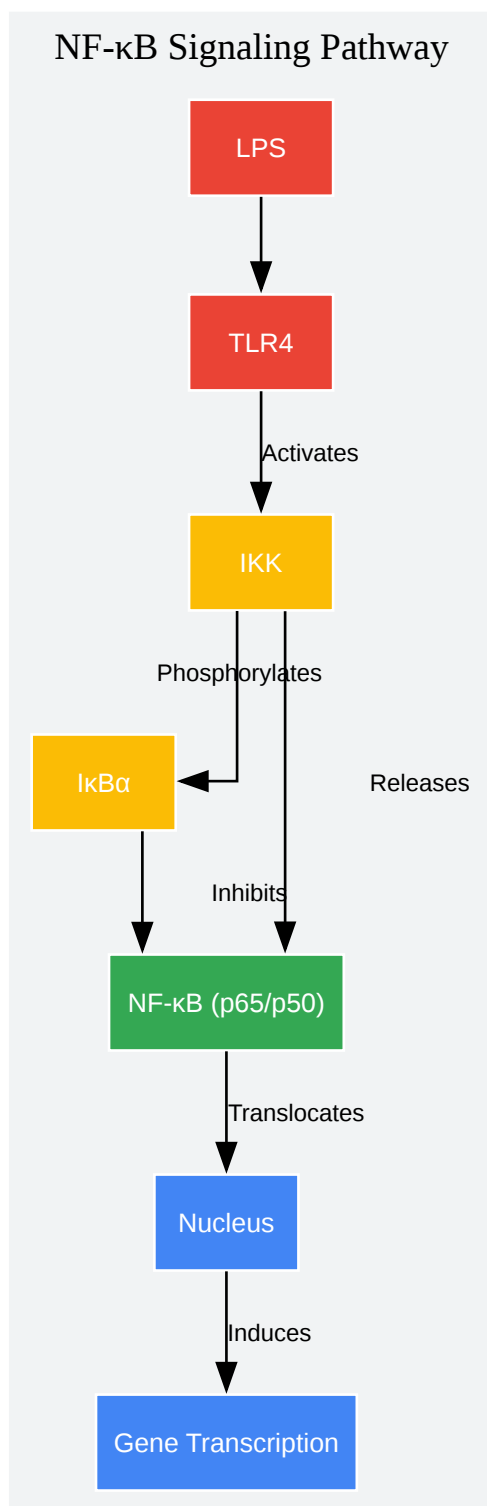 NF-κB Signaling Pathway
LPS
TLR4
Activates
IKK
Phosphorylates
IκBα
Releases
Inhibits
NF-κB (p65/p50)
Translocates
Nucleus
Induces
Gene Transcription